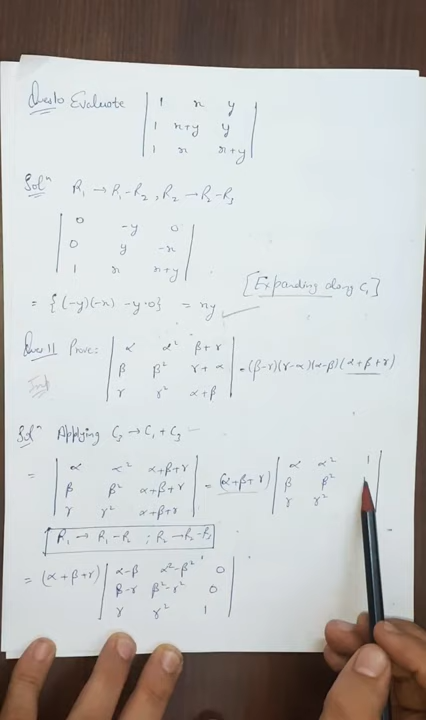 Ques10 Evaluate | 1 x y |
| 1 x+y y |
| 1 x x+y |
Solⁿ R₁ → R₁-R₂, R₂ → R₂-R₃
| 0 -y 0 |
| 0 y -x |
| 1 x x+y |
[Expanding along C₁]
= {(-y)(-x) - y·0} = xy
Ques11 Prove: | α α² β+γ |
| β β² γ+α | = (β-γ)(γ-α)(α-β)(α+β+γ)
| γ γ² α+β |
Solⁿ Applying C₃ → C₁+C₃
= | α α² α+β+γ | = (α+β+γ) | α α² 1 |
| β β² α+β+γ | | β β² |
| γ γ² α+β+γ | | γ γ² |
R₁ → R₁-R₂ ; R₂ → R₂-R₃
= (α+β+γ) | α-β α²-β² 0 |
| β-γ β²-γ² 0 |
| γ γ² 1 |